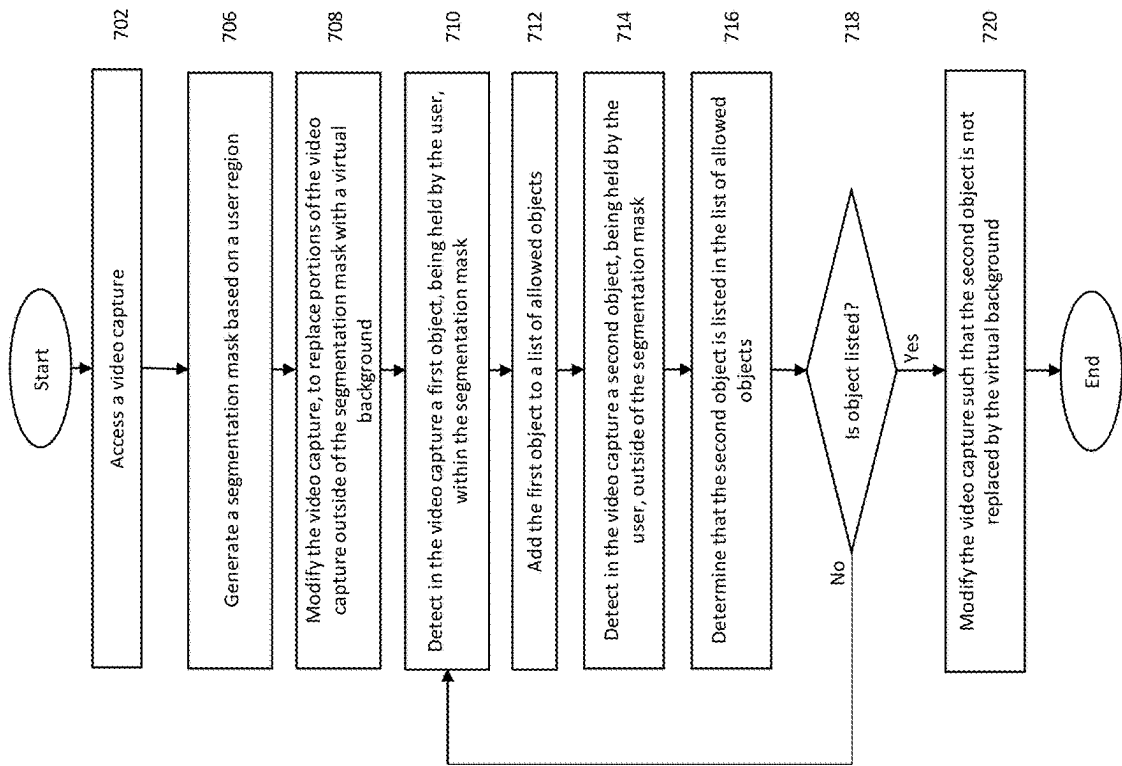 Start
Access a video capture
702
Generate a segmentation mask based on a user region
706
Modify the video capture, to replace portions of the video
capture outside of the segmentation mask with a virtual
background
708
Detect in the video capture a first object, being held by the user,
within the segmentation mask
710
Add the first object to a list of allowed objects
712
Detect in the video capture a second object, being held by the
user, outside of the segmentation mask
714
Determine that the second object is listed in the list of allowed
objects
716
Is object listed?
718
No
Yes
Modify the video capture such that the second object is not
replaced by the virtual background
720
End